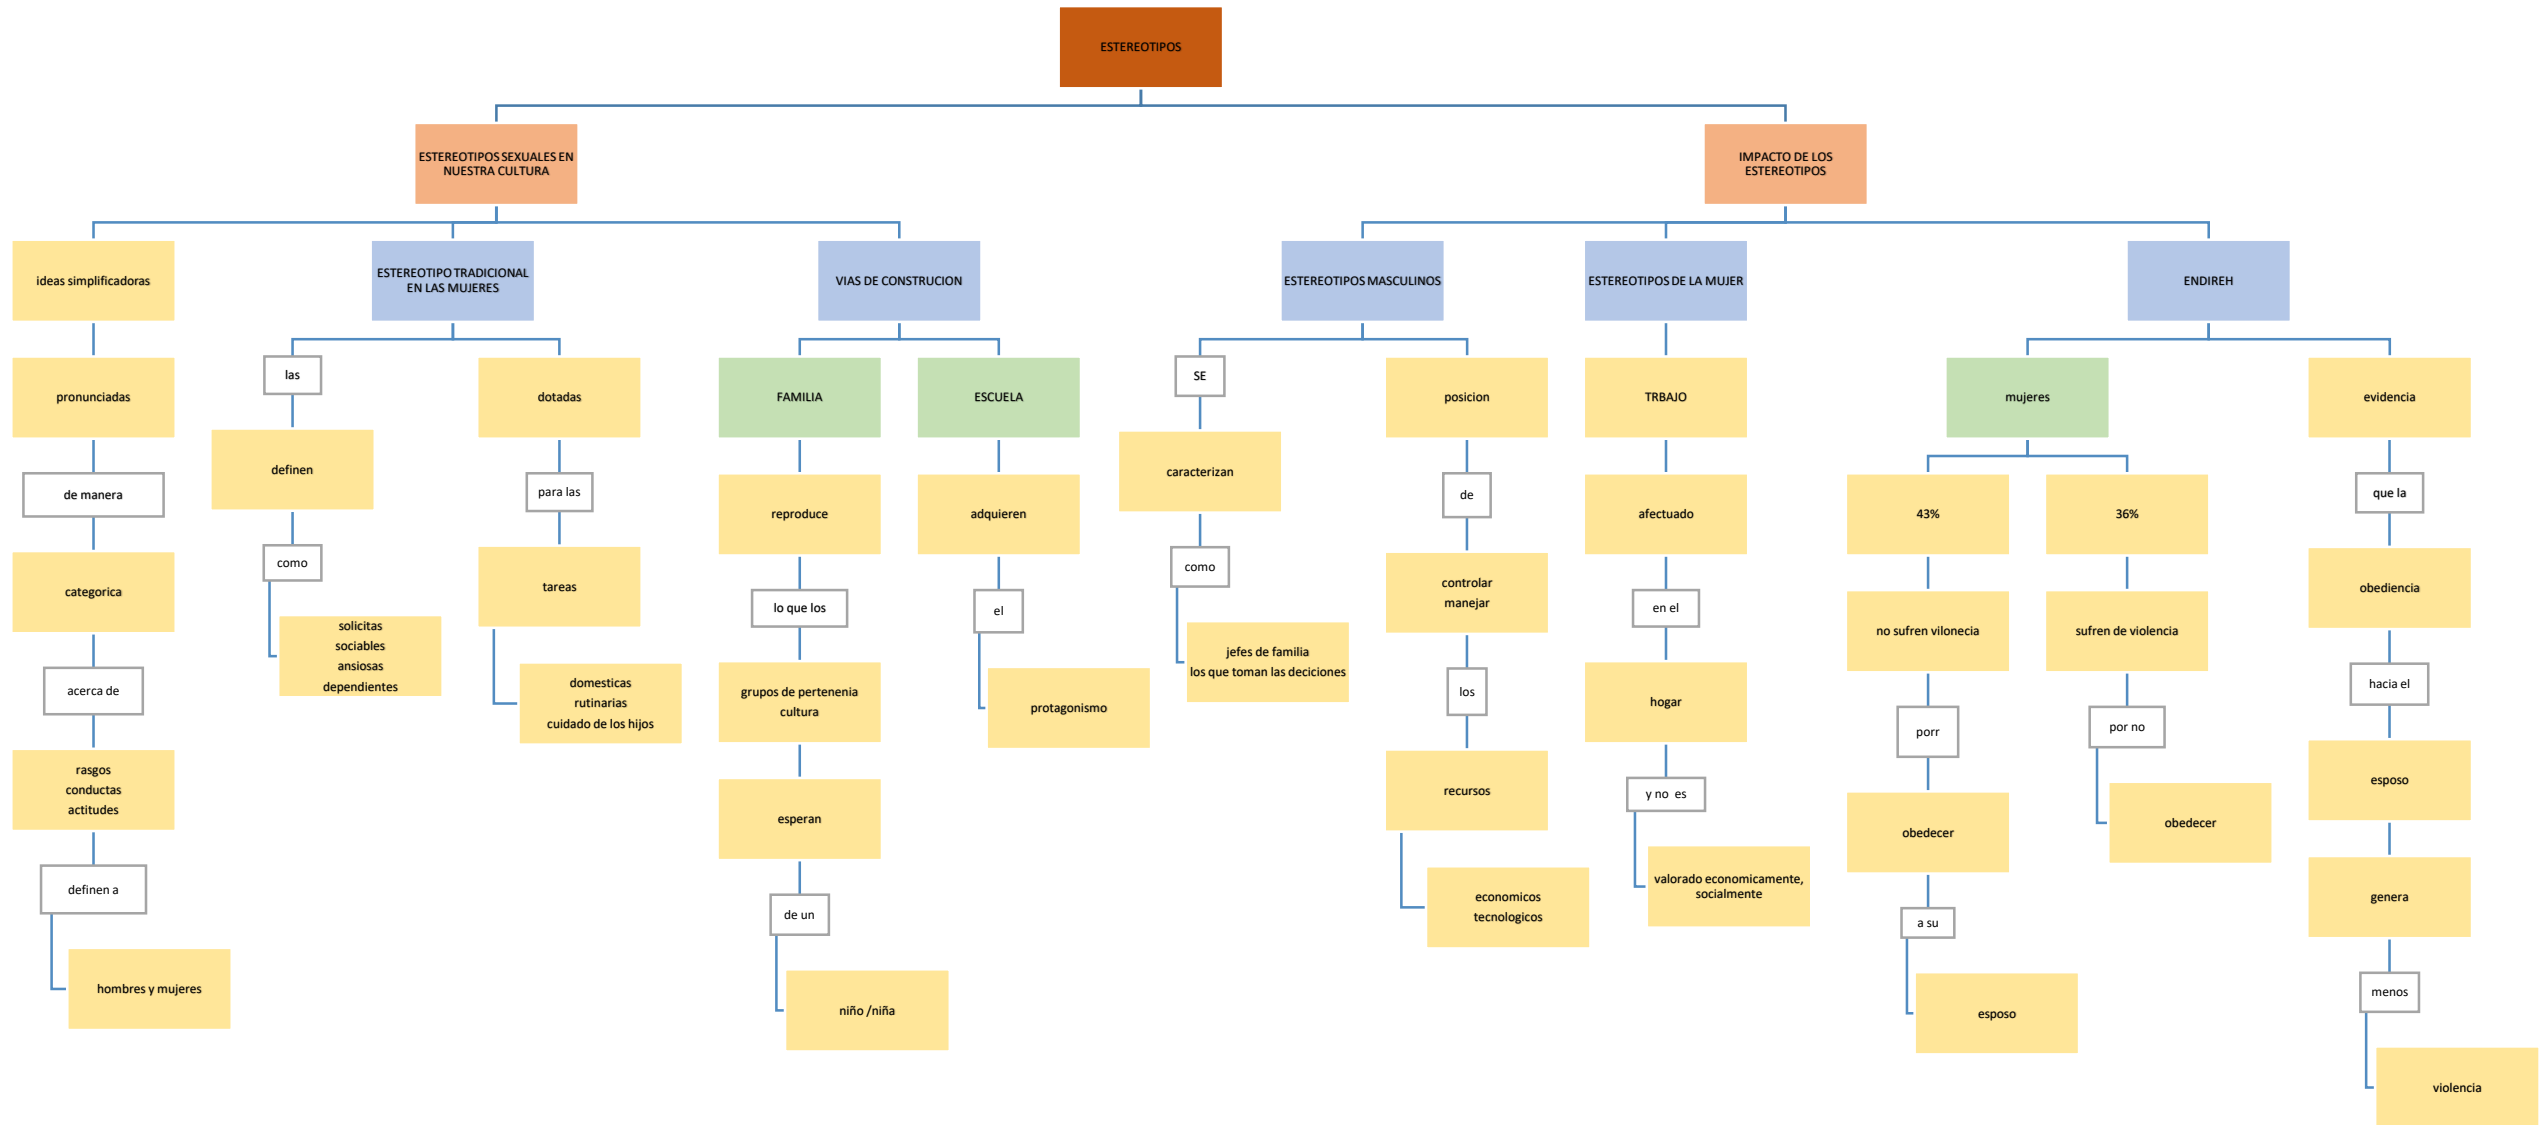 ESTEREOTIPOS
ESTEREOTIPOS SEXUALES EN
NUESTRA CULTURA
ideas simplificadoras
pronunciadas
de manera
categorica
acerca de
rasgos
conductas
actitudes
definen a
hombres y mujeres
ESTEREOTIPO TRADICIONAL
EN LAS MUJERES
las
definen
como
solicitas
sociables
ansiosas
dependientes
dotadas
para las
tareas
domesticas
rutinarias
cuidado de los hijos
VIAS DE CONSTRUCION
FAMILIA
reproduce
lo que los
grupos de pertenenia
cultura
esperan
de un
niño /niña
ESCUELA
adquieren
el
protagonismo
IMPACTO DE LOS
ESTEREOTIPOS
ESTEREOTIPOS MASCULINOS
SE
caracterizan
como
jefes de familia
los que toman las deciciones
posicion
de
controlar
manejar
los
recursos
economicos
tecnologicos
ESTEREOTIPOS DE LA MUJER
TRBAJO
afectuado
en el
hogar
y no es
valorado economicamente,
socialmente
ENDIREH
mujeres
43%
no sufren vilonecia
porr
obedecer
a su
esposo
36%
sufren de violencia
por no
obedecer
evidencia
que la
obediencia
hacia el
esposo
genera
menos
violencia